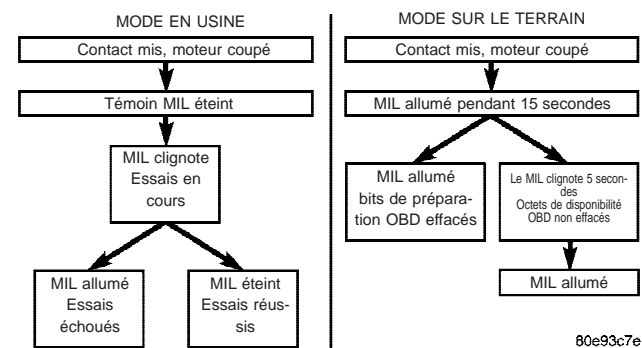 MODE EN USINE
Contact mis, moteur coupé
Témoin MIL éteint
MIL clignote
Essais en
cours
MIL allumé
Essais
échoués
MIL éteint
Essais réus-
sis
MODE SUR LE TERRAIN
Contact mis, moteur coupé
MIL allumé pendant 15 secondes
MIL allumé
bits de prépara-
tion OBD effacés
Le MIL clignote 5 secon-
des
Octets de disponibilité
OBD non effacés
MIL allumé
80e93c7e